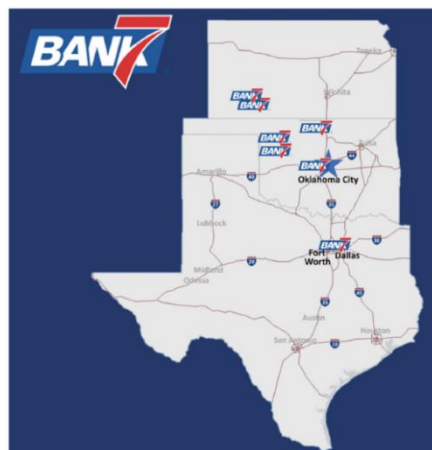 BANK7
Topeka
Wichita
BANK7
BANK7
BANK7
BANK7
BANK7
Tulsa
BANK7
Oklahoma City
Amarillo
Lubbock
BANK7
Fort
Worth
Dallas
Midland
Odessa
Austin
San Antonio
Houston